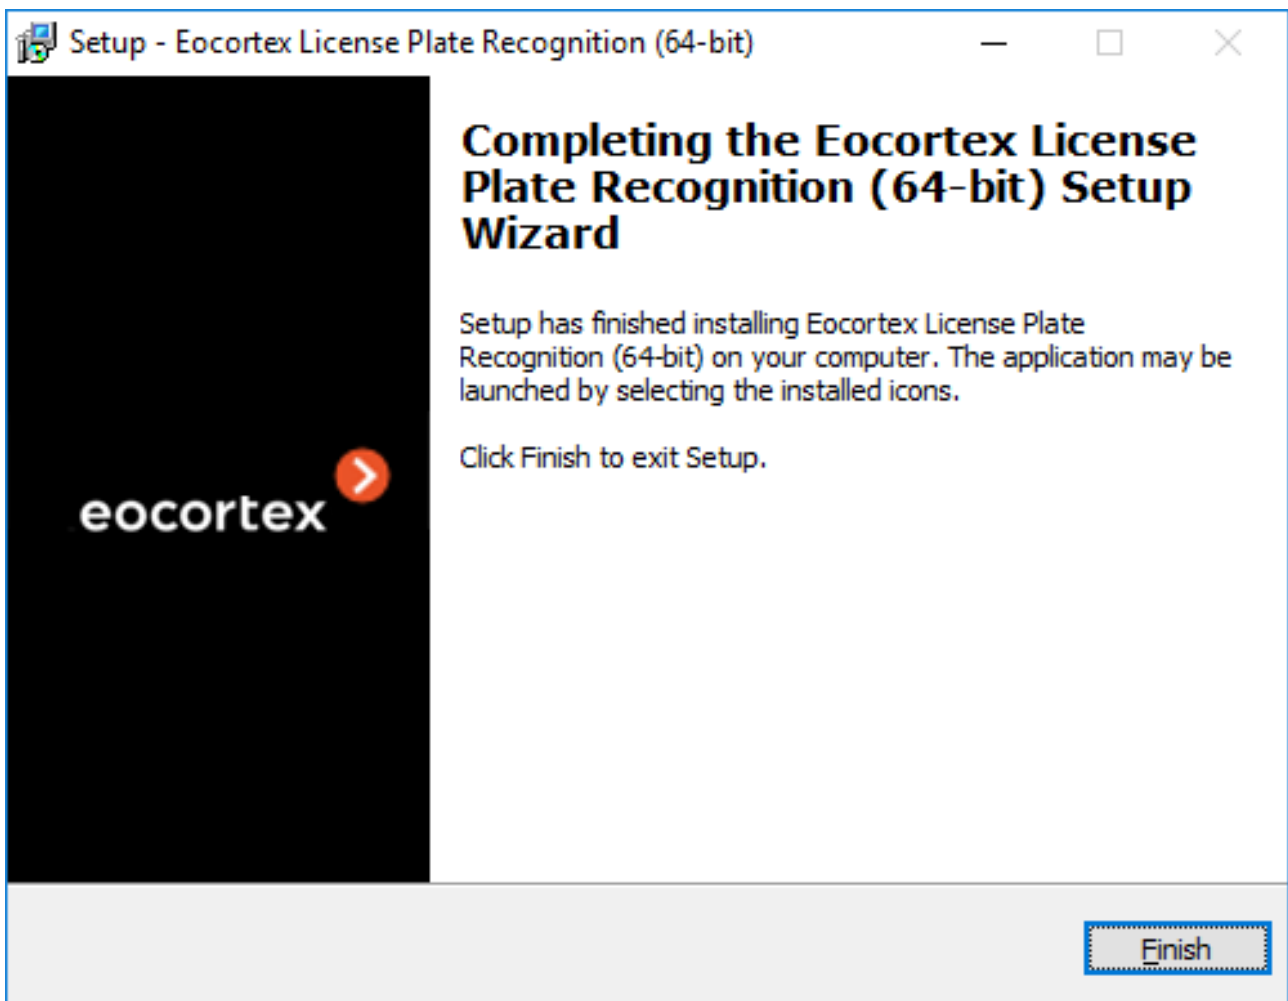 Setup - Eocortex License Plate Recognition (64-bit)
Completing the Eocortex License
Plate Recognition (64-bit) Setup
Wizard
Setup has finished installing Eocortex License Plate
Recognition (64-bit) on your computer. The application may be
launched by selecting the installed icons.
Click Finish to exit Setup.
eocortex
Finish